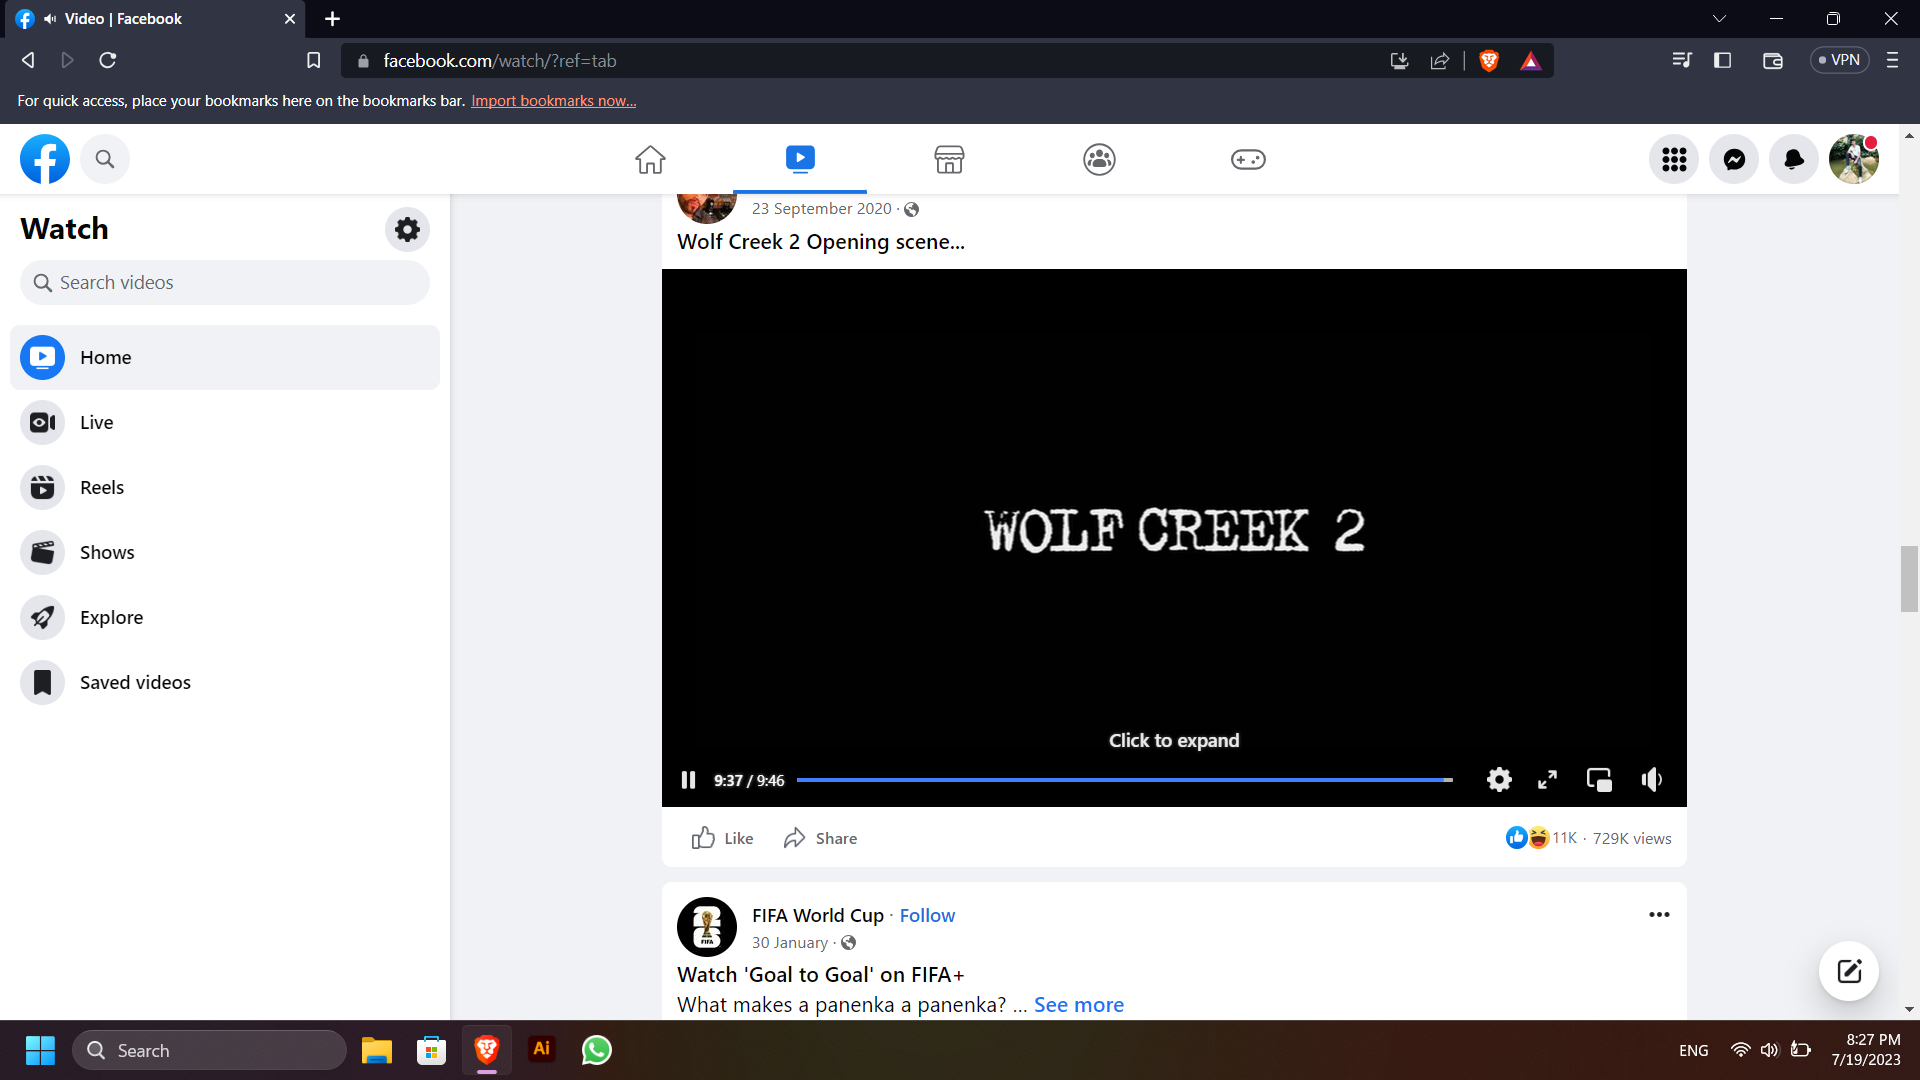 Video | Facebook
facebook.com/watch/?ref=tab
VPN
For quick access, place your bookmarks here on the bookmarks bar. Import bookmarks now...
Watch
Search videos
Home
Live
Reels
Shows
Explore
Saved videos
23 September 2020 ·
Wolf Creek 2 Opening scene...
WOLF CREEK 2
Click to expand
9:37 / 9:46
Like
Share
11K · 729K views
FIFA
FIFA World Cup · Follow
30 January ·
Watch 'Goal to Goal' on FIFA+
What makes a panenka a panenka? ... See more
Search
Ai
ENG
8:27 PM
7/19/2023